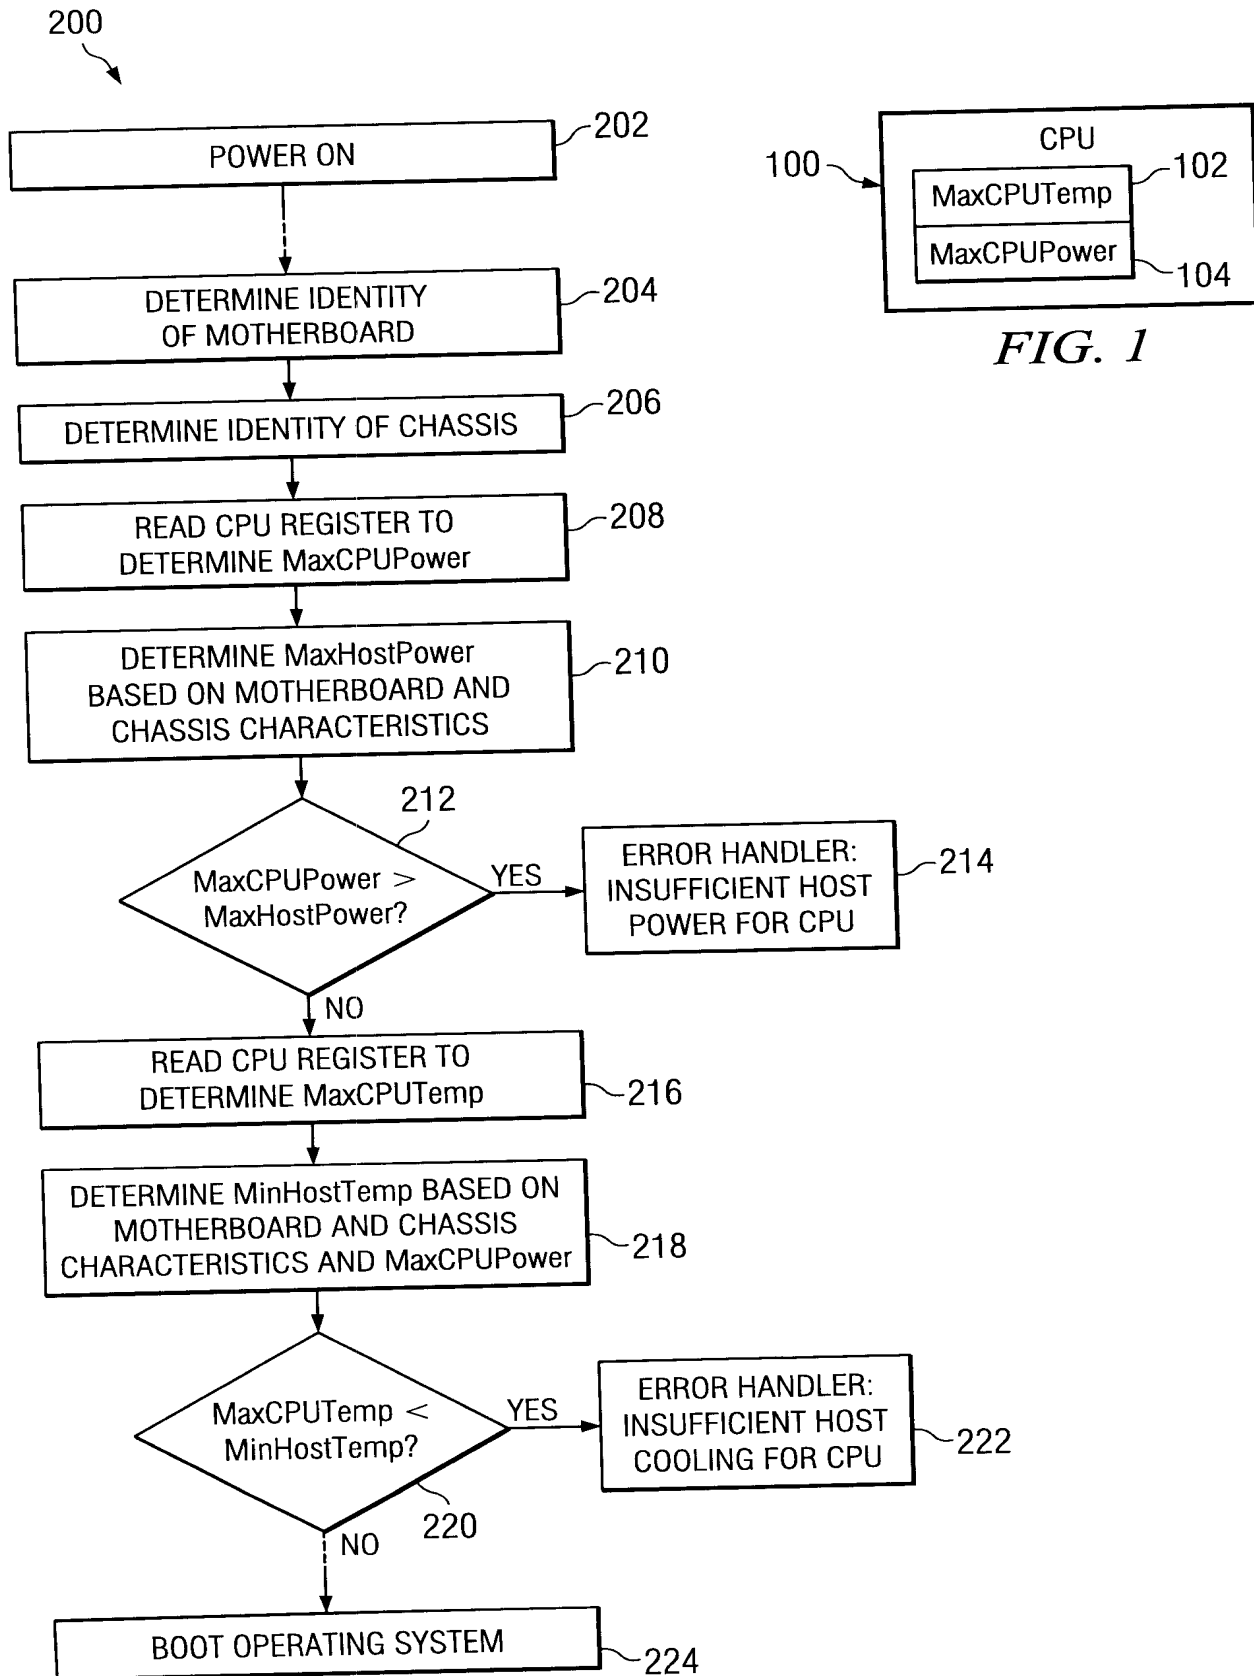 200
POWER ON
202
DETERMINE IDENTITY
OF MOTHERBOARD
204
DETERMINE IDENTITY OF CHASSIS
206
READ CPU REGISTER TO
DETERMINE MaxCPUPower
208
DETERMINE MaxHostPower
BASED ON MOTHERBOARD AND
CHASSIS CHARACTERISTICS
210
212
MaxCPUPower >
MaxHostPower?
YES
ERROR HANDLER:
INSUFFICIENT HOST
POWER FOR CPU
214
NO
READ CPU REGISTER TO
DETERMINE MaxCPUTemp
216
DETERMINE MinHostTemp BASED ON
MOTHERBOARD AND CHASSIS
CHARACTERISTICS AND MaxCPUPower
218
MaxCPUTemp <
MinHostTemp?
220
YES
ERROR HANDLER:
INSUFFICIENT HOST
COOLING FOR CPU
222
NO
BOOT OPERATING SYSTEM
224
100
CPU
MaxCPUTemp
102
MaxCPUPower
104
FIG. 1